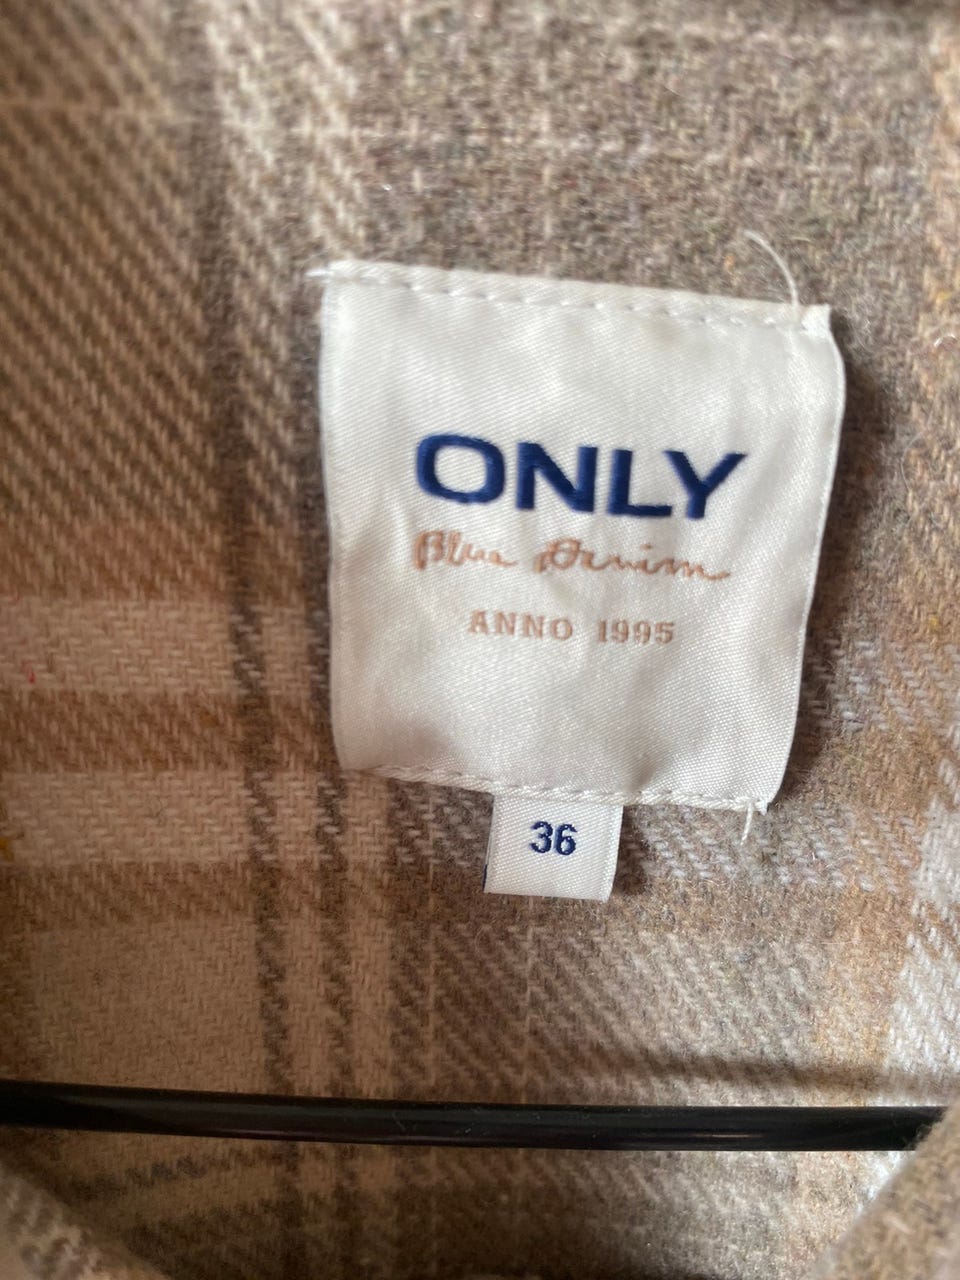 ONLY
Blue Denim
ANNO 1995
36